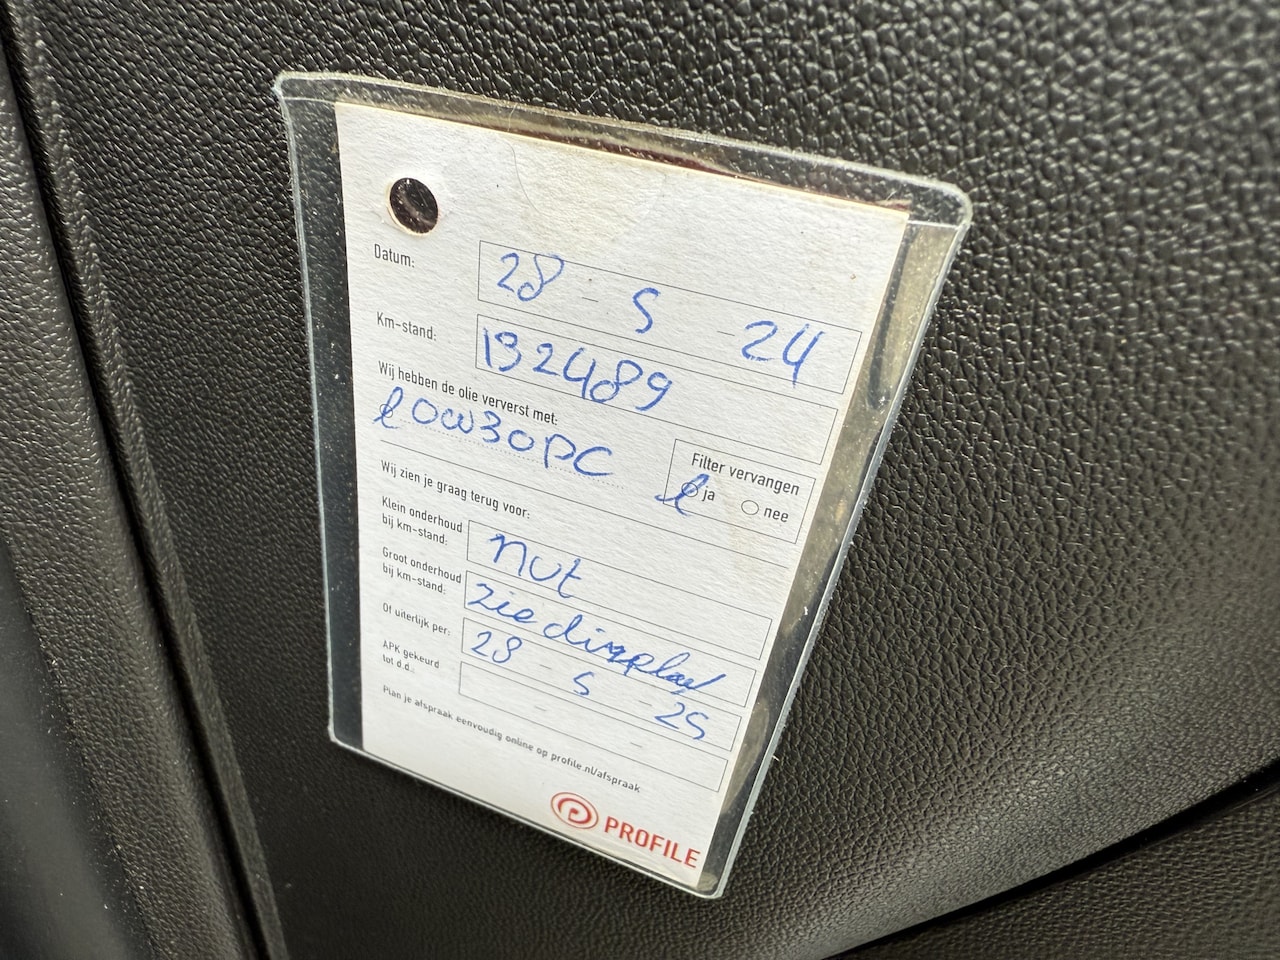 Datum: 28 - 5 - 24
Km-stand: 192489
Wij hebben de olie ververst met:
0W30PC
Filter vervangen
ja nee
Wij zien je graag terug voor:
Klein onderhoud
bij km-stand:
nvt
Groot onderhoud
bij km-stand:
zie display
Of uiterlijk per: 28 - 5 - 25
APK gekeurd
tot d.d.: - -
Plan je afspraak eenvoudig online op profile.nl/afspraak
PROFILE